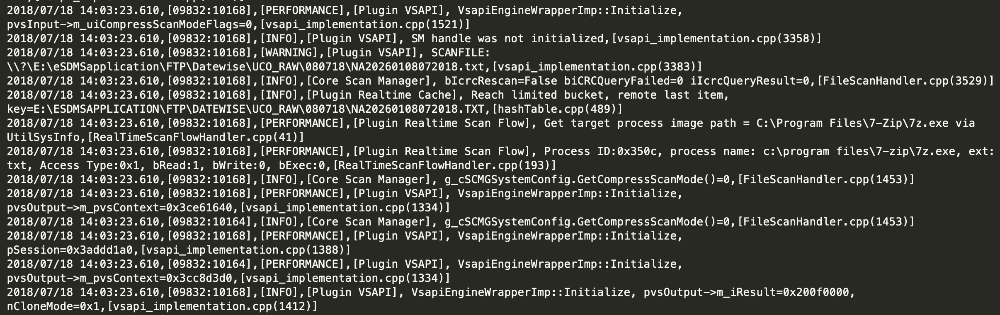 2018/07/18 14:03:23.610,[09832:10168],[PERFORMANCE],[Plugin VSAPI], VsapiEngineWrapperImp::Initialize,
pvsInput->m_uiCompressScanModeFlags=0,[vsapi_implementation.cpp(1521)]
2018/07/18 14:03:23.610,[09832:10168],[INFO],[Plugin VSAPI], SM handle was not initialized,[vsapi_implementation.cpp(3358)]
2018/07/18 14:03:23.610,[09832:10168],[WARNING],[Plugin VSAPI], SCANFILE:
\\?\E:\eSDMSapplication\FTP\Datewise\UCO_RAW\080718\NA20260108072018.txt,[vsapi_implementation.cpp(3383)]
2018/07/18 14:03:23.610,[09832:10168],[INFO],[Core Scan Manager], bIcrcRescan=False biCRCQueryFailed=0 iIcrcQueryResult=0,[FileScanHandler.cpp(3529)]
2018/07/18 14:03:23.610,[09832:10168],[INFO],[Plugin Realtime Cache], Reach limited bucket, remote last item,
key=E:\ESDMSAPPLICATION\FTP\DATEWISE\UCO_RAW\080718\NA20260108072018.TXT,[hashTable.cpp(489)]
2018/07/18 14:03:23.610,[09832:10168],[PERFORMANCE],[Plugin Realtime Scan Flow], Get target process image path = C:\Program Files\7-Zip\7z.exe via
UtilSysInfo,[RealTimeScanFlowHandler.cpp(41)]
2018/07/18 14:03:23.610,[09832:10168],[PERFORMANCE],[Plugin Realtime Scan Flow], Process ID:0x350c, process name: c:\program files\7-zip\7z.exe, ext:
txt, Access Type:0x1, bRead:1, bWrite:0, bExec:0,[RealTimeScanFlowHandler.cpp(193)]
2018/07/18 14:03:23.610,[09832:10168],[INFO],[Core Scan Manager], g_cSCMGSystemConfig.GetCompressScanMode()=0,[FileScanHandler.cpp(1453)]
2018/07/18 14:03:23.610,[09832:10168],[PERFORMANCE],[Plugin VSAPI], VsapiEngineWrapperImp::Initialize,
pvsOutput->m_pvsContext=0x3ce61640,[vsapi_implementation.cpp(1334)]
2018/07/18 14:03:23.610,[09832:10164],[INFO],[Core Scan Manager], g_cSCMGSystemConfig.GetCompressScanMode()=0,[FileScanHandler.cpp(1453)]
2018/07/18 14:03:23.610,[09832:10168],[PERFORMANCE],[Plugin VSAPI], VsapiEngineWrapperImp::Initialize,
pSession=0x3addd1a0,[vsapi_implementation.cpp(1388)]
2018/07/18 14:03:23.610,[09832:10164],[PERFORMANCE],[Plugin VSAPI], VsapiEngineWrapperImp::Initialize,
pvsOutput->m_pvsContext=0x3cc8d3d0,[vsapi_implementation.cpp(1334)]
2018/07/18 14:03:23.610,[09832:10168],[INFO],[Plugin VSAPI], VsapiEngineWrapperImp::Initialize, pvsOutput->m_iResult=0x200f0000,
nCloneMode=0x1,[vsapi_implementation.cpp(1412)]